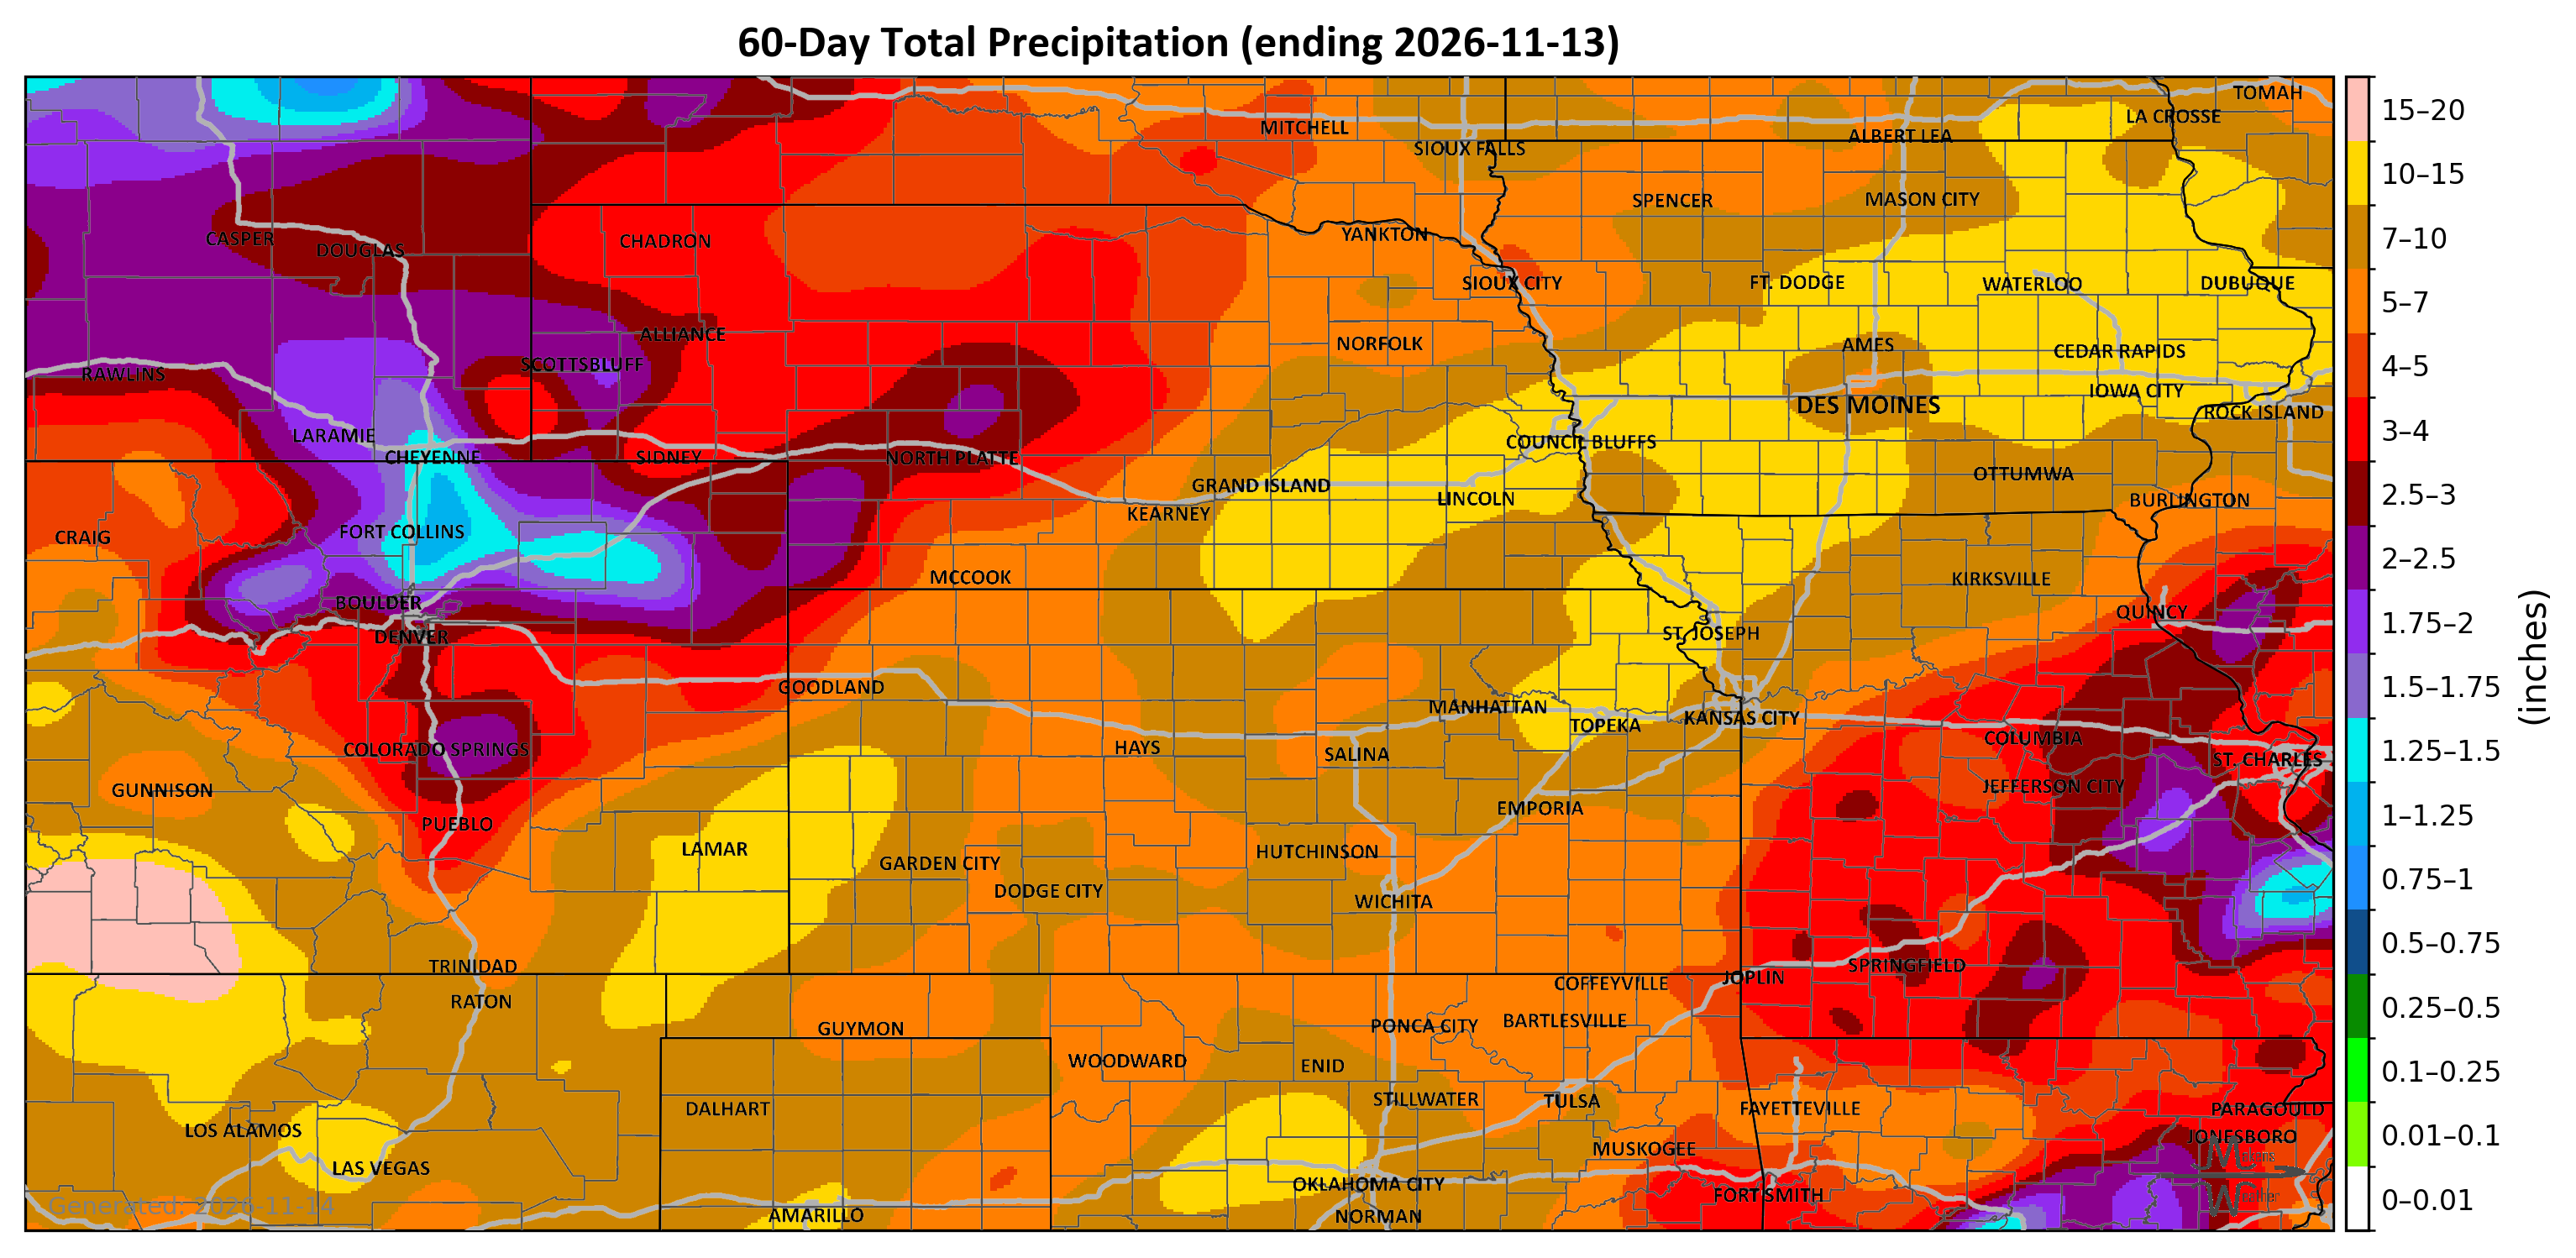 60-Day Total Precipitation (ending 2026-11-13)
TOMAH
LA CROSSE
MITCHELL
ALBERT LEA
SIOUX FALLS
SPENCER
MASON CITY
CASPER
DOUGLAS
CHADRON
YANKTON
SIOUX CITY
FT. DODGE
WATERLOO
DUBUQUE
ALLIANCE
NORFOLK
AMES
CEDAR RAPIDS
SCOTTSBLUFF
RAWLINS
IOWA CITY
DES MOINES
ROCK ISLAND
LARAMIE
COUNCIL BLUFFS
CHEYENNE
SIDNEY
NORTH PLATTE
OTTUMWA
GRAND ISLAND
LINCOLN
BURLINGTON
KEARNEY
FORT COLLINS
CRAIG
MCCOOK
KIRKSVILLE
BOULDER
QUINCY
DENVER
ST. JOSEPH
GOODLAND
MANHATTAN
TOPEKA
KANSAS CITY
COLUMBIA
COLORADO SPRINGS
HAYS
SALINA
ST. CHARLES
GUNNISON
JEFFERSON CITY
EMPORIA
PUEBLO
LAMAR
GARDEN CITY
HUTCHINSON
DODGE CITY
WICHITA
TRINIDAD
SPRINGFIELD
JOPLIN
COFFEYVILLE
RATON
GUYMON
PONCA CITY
BARTLESVILLE
WOODWARD
ENID
DALHART
STILLWATER
TULSA
FAYETTEVILLE
PARAGOULD
LOS ALAMOS
JONESBORO
MUSKOGEE
LAS VEGAS
OKLAHOMA CITY
FORT SMITH
AMARILLO
NORMAN
Generated: 2026-11-14
15–20
10–15
7–10
5–7
4–5
3–4
2.5–3
2–2.5
1.75–2
1.5–1.75
1.25–1.5
1–1.25
0.75–1
0.5–0.75
0.25–0.5
0.1–0.25
0.01–0.1
0–0.01
(inches)